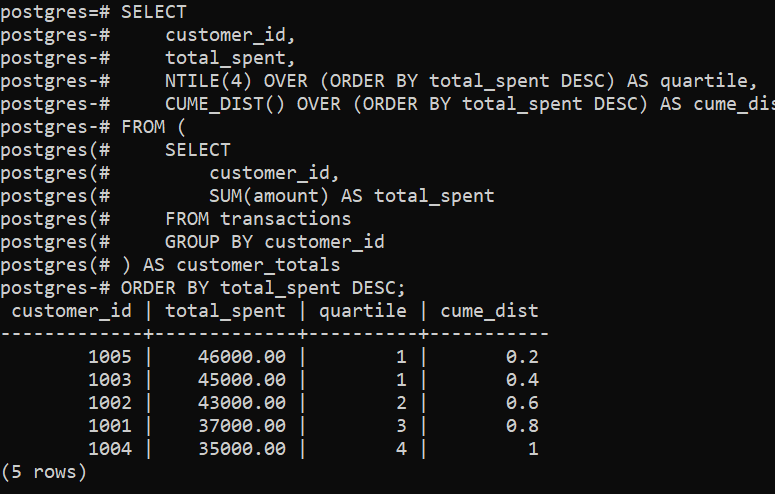 postgres=# SELECT
postgres-#     customer_id,
postgres-#     total_spent,
postgres-#     NTILE(4) OVER (ORDER BY total_spent DESC) AS quartile,
postgres-#     CUME_DIST() OVER (ORDER BY total_spent DESC) AS cume_dis
postgres-# FROM (
postgres(#     SELECT
postgres(#         customer_id,
postgres(#         SUM(amount) AS total_spent
postgres(#     FROM transactions
postgres(#     GROUP BY customer_id
postgres(# ) AS customer_totals
postgres-# ORDER BY total_spent DESC;
 customer_id | total_spent | quartile | cume_dist
-------------+-------------+----------+-----------
        1005 |    46000.00 |        1 |       0.2
        1003 |    45000.00 |        1 |       0.4
        1002 |    43000.00 |        2 |       0.6
        1001 |    37000.00 |        3 |       0.8
        1004 |    35000.00 |        4 |         1
(5 rows)